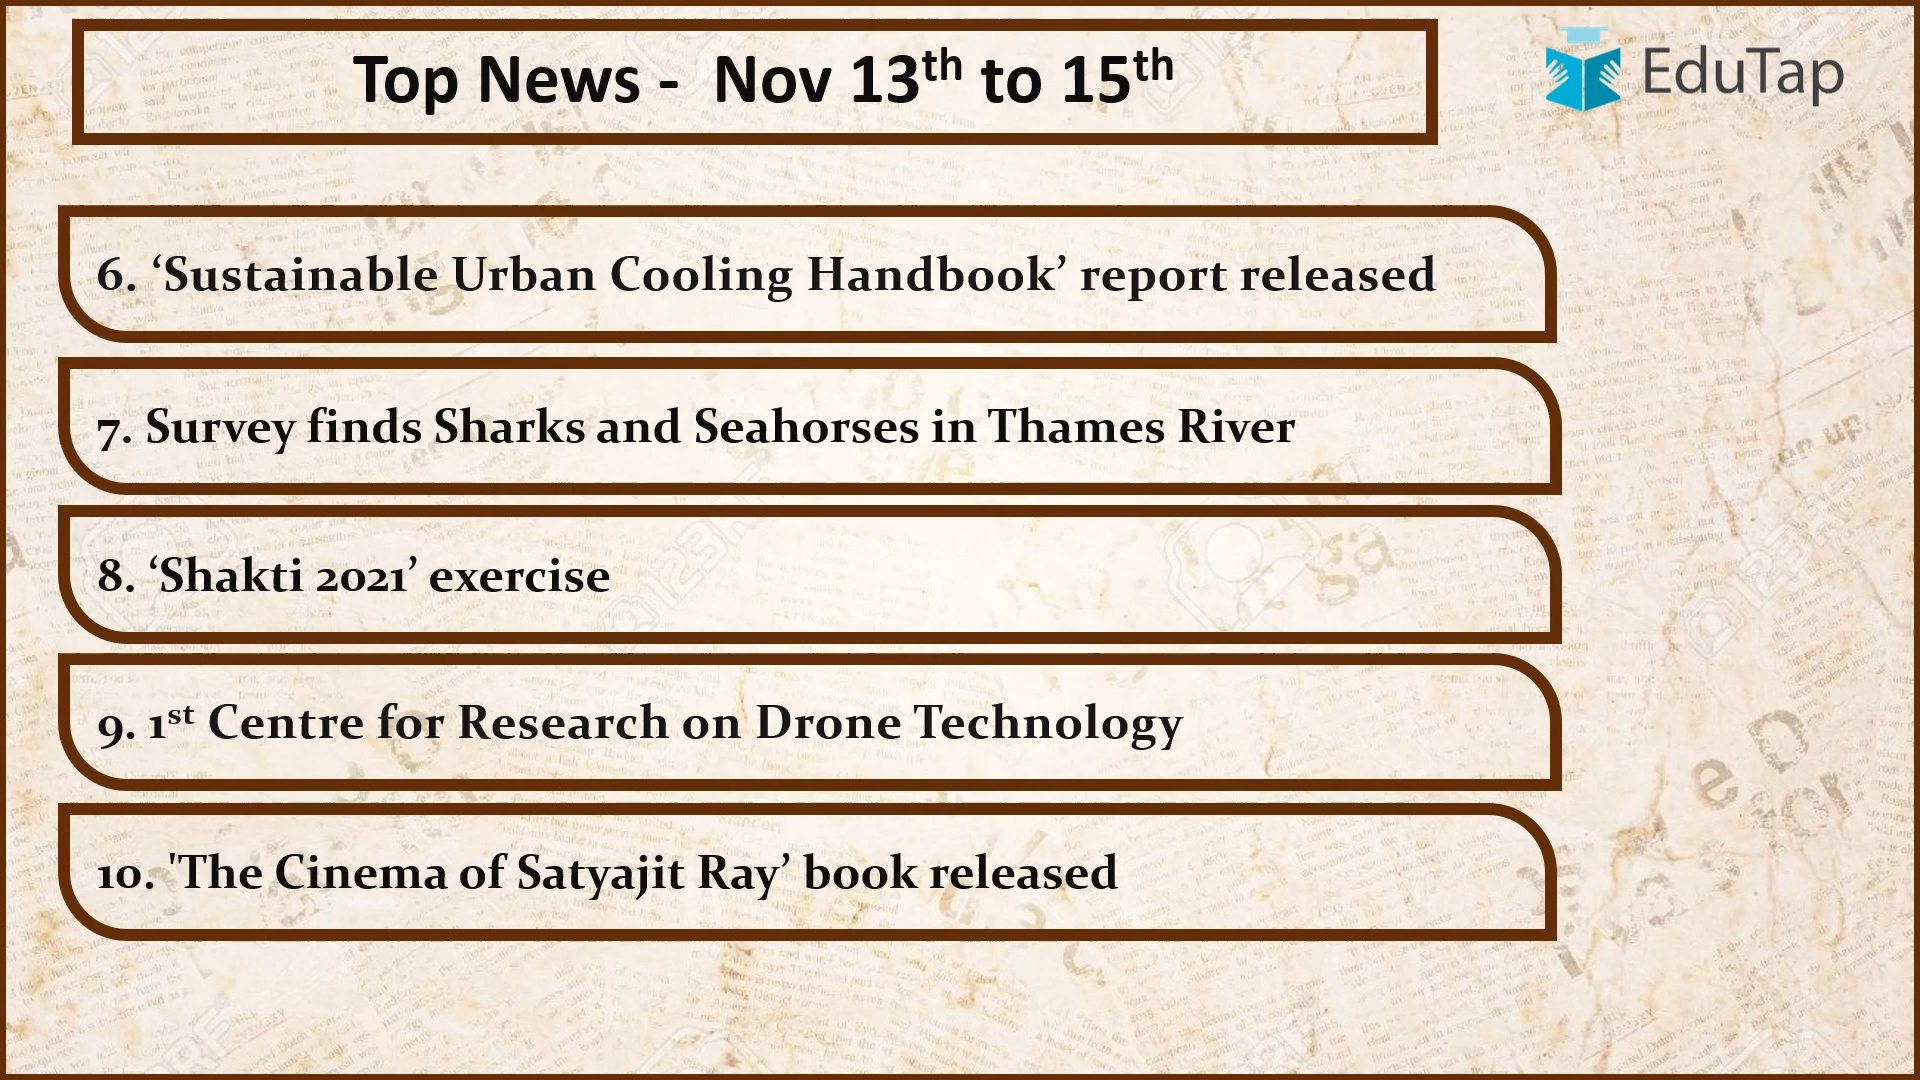 Top News - Nov 13th to 15th
EduTap
6. ‘Sustainable Urban Cooling Handbook’ report released
7. Survey finds Sharks and Seahorses in Thames River
8. ‘Shakti 2021’ exercise
9. 1st Centre for Research on Drone Technology
10. 'The Cinema of Satyajit Ray’ book released